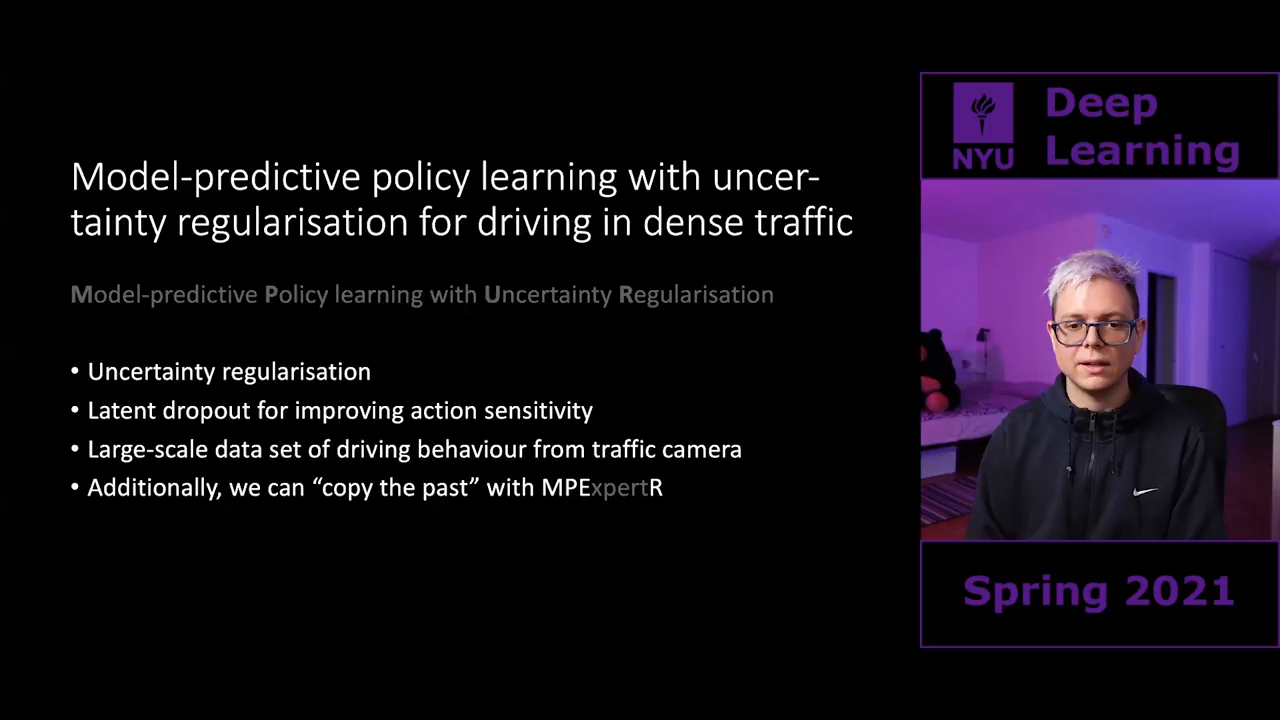 Model-predictive policy learning with uncer-
tainty regularisation for driving in dense traffic
Model-predictive Policy learning with Uncertainty Regularisation
• Uncertainty regularisation
• Latent dropout for improving action sensitivity
• Large-scale data set of driving behaviour from traffic camera
• Additionally, we can “copy the past” with MPExpertR
NYU
Deep
Learning
Spring 2021